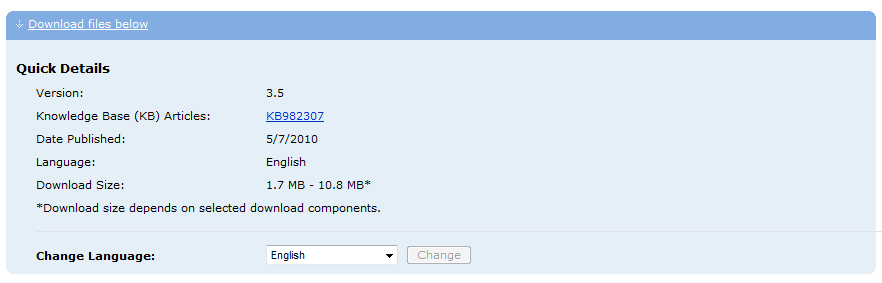 Download files below
Quick Details
Version: 3.5
Knowledge Base (KB) Articles: KB982307
Date Published: 5/7/2010
Language: English
Download Size: 1.7 MB - 10.8 MB*
*Download size depends on selected download components.
Change Language: English Change